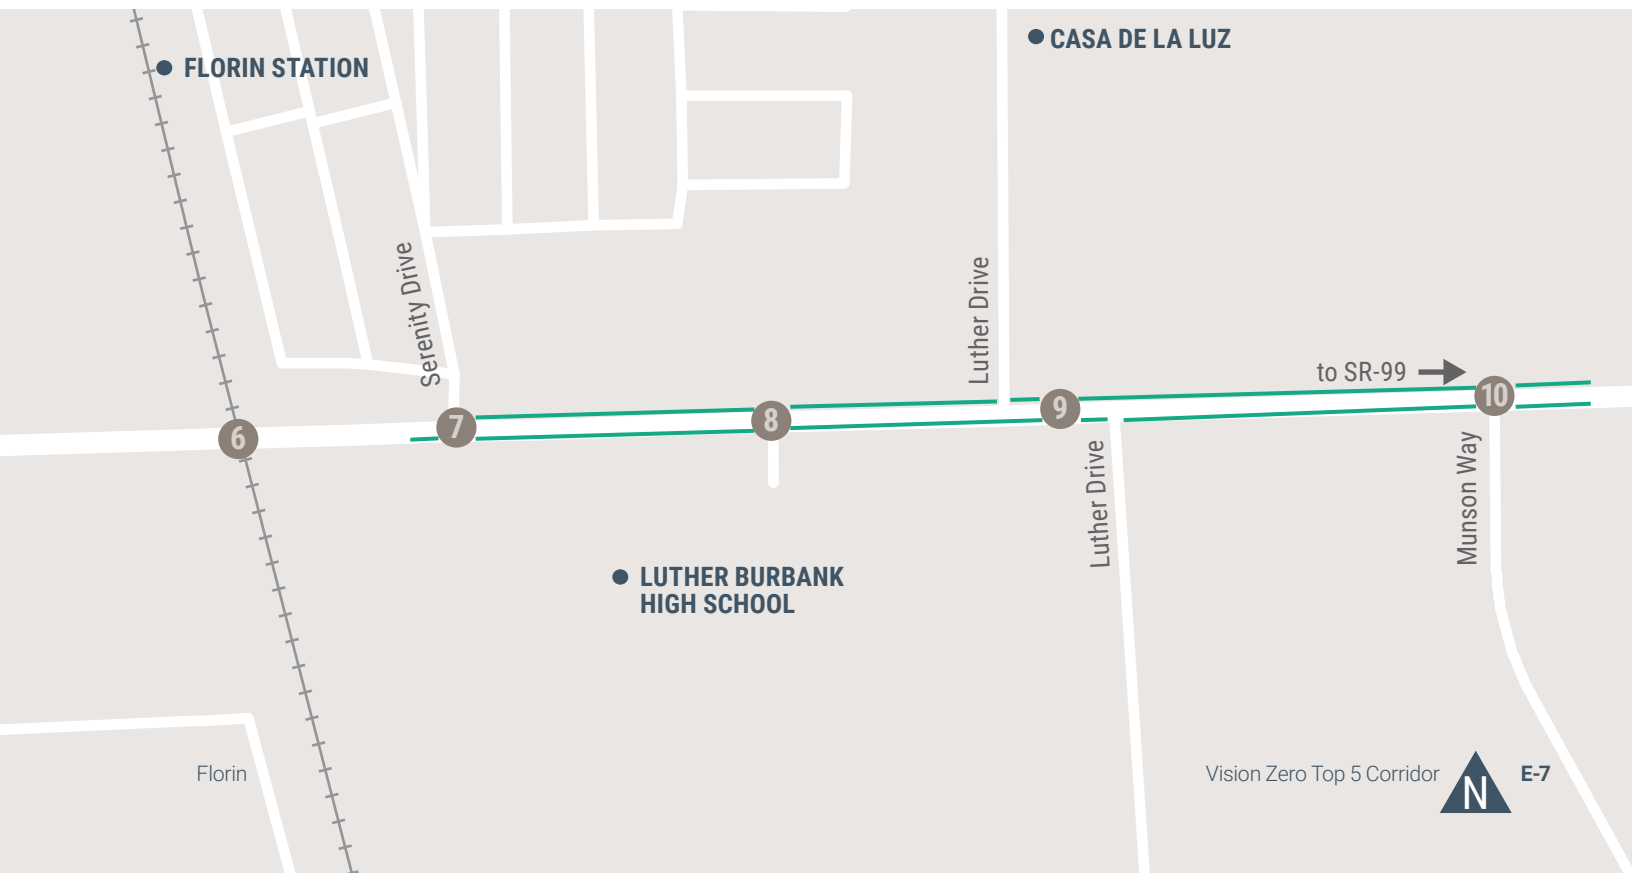 CASA DE LA LUZ
FLORIN STATION
Serenity Drive
Luther Drive
to SR-99
10
9
8
7
6
Luther Drive
Munson Way
LUTHER BURBANK
HIGH SCHOOL
Florin
Vision Zero Top 5 Corridor
N
E-7